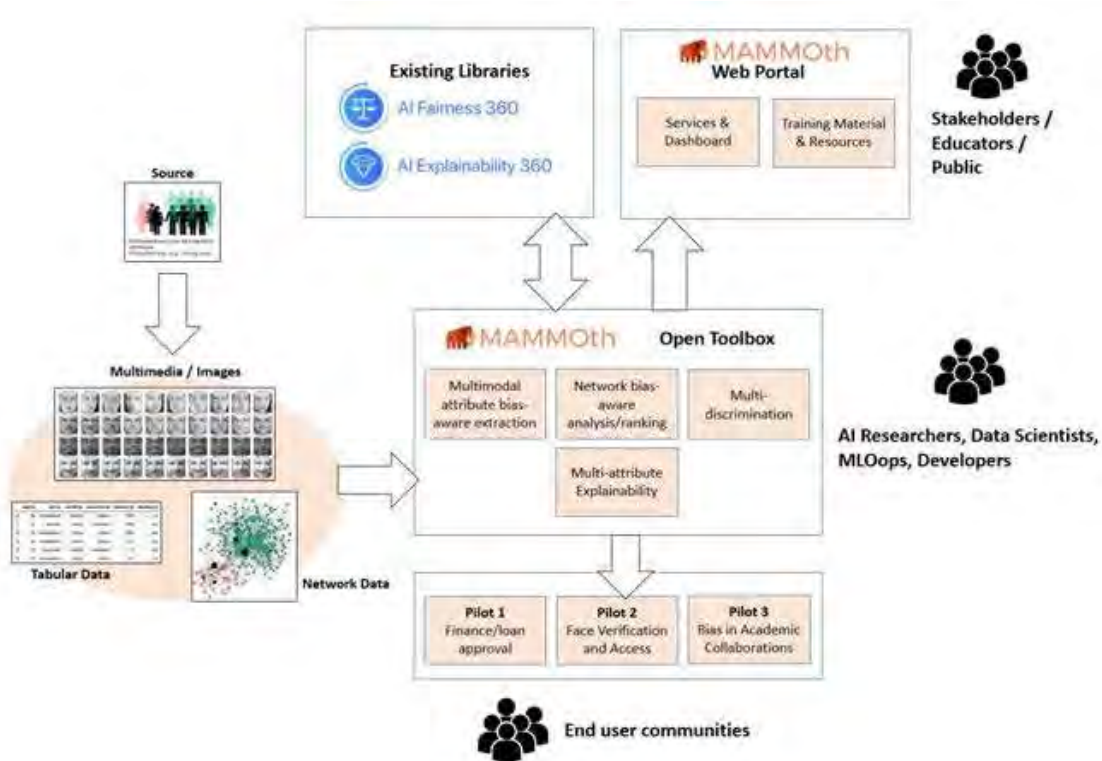 Existing Libraries
AI Fairness 360
AI Explainability 360
MAMMOth
Web Portal
Services &
Dashboard
Training Material
& Resources
Stakeholders /
Educators /
Public
Source
Multimedia / Images
Tabular Data
Network Data
MAMMOth Open Toolbox
Multimodal
attribute bias-
aware extraction
Network bias-
aware
analysis/ranking
Multi-
discrimination
Multi-attribute
Explainability
AI Researchers, Data Scientists,
MLOops, Developers
Pilot 1
Finance/loan
approval
Pilot 2
Face Verification
and Access
Pilot 3
Bias in Academic
Collaborations
End user communities